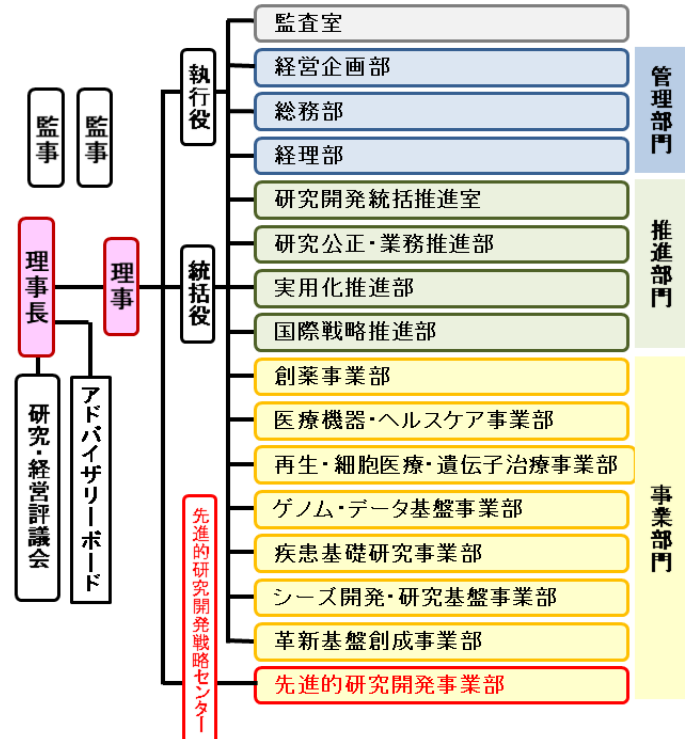 監事
監事
理事長
理事
研究・経営評議会
アドバイザリーボード
執行役
統括役
先進的研究開発戦略センター
監査室
経営企画部
総務部
経理部
研究開発統括推進室
研究公正・業務推進部
実用化推進部
国際戦略推進部
創薬事業部
医療機器・ヘルスケア事業部
再生・細胞医療・遺伝子治療事業部
ゲノム・データ基盤事業部
疾患基礎研究事業部
シーズ開発・研究基盤事業部
革新基盤創成事業部
先進的研究開発事業部
管理部門
推進部門
事業部門